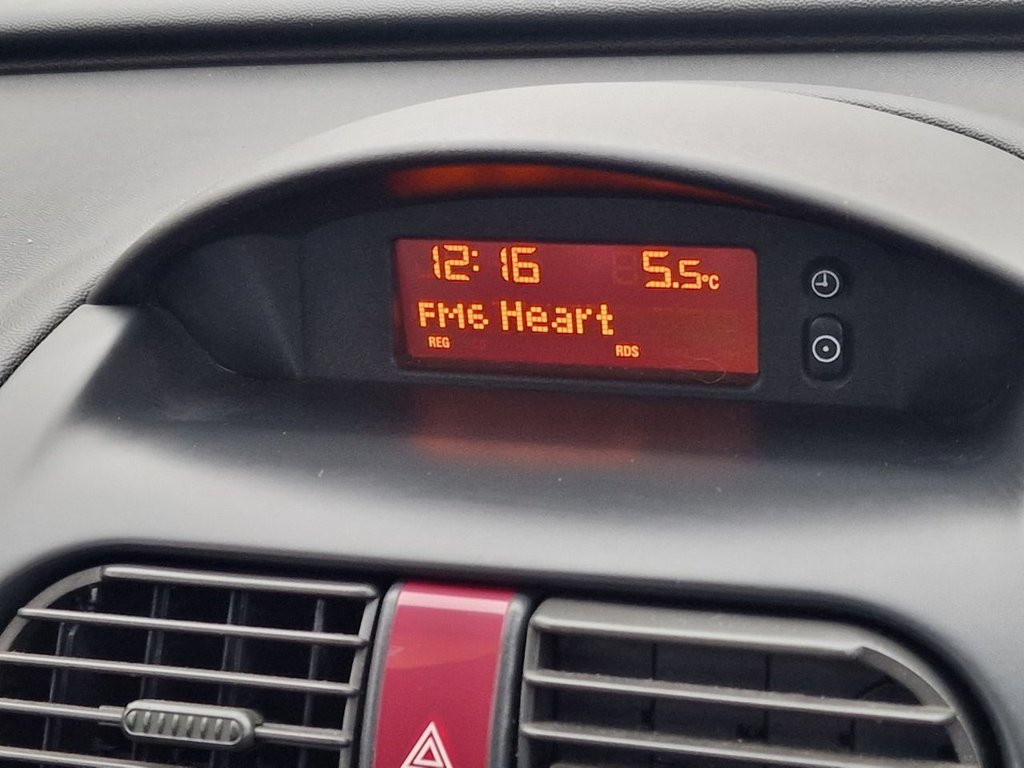 12:16 5.5°C
FM6 Heart
REG RDS